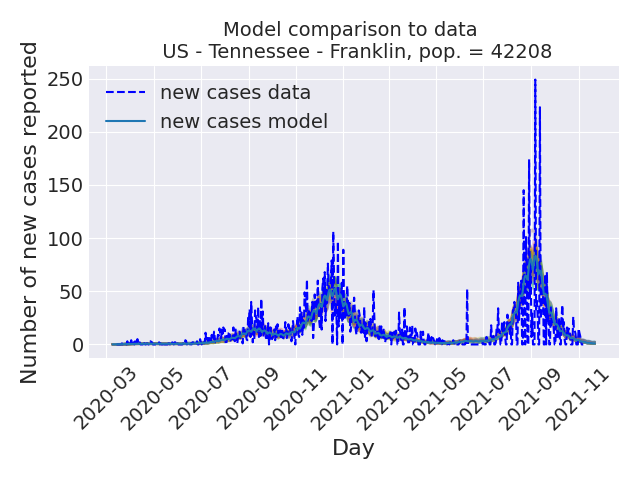 Model comparison to data
US - Tennessee - Franklin, pop. = 42208
Number of new cases reported
250
200
150
100
50
0
new cases data
new cases model
2020-03
2020-05
2020-07
2020-09
2020-11
2021-01
2021-03
2021-05
2021-07
2021-09
2021-11
Day